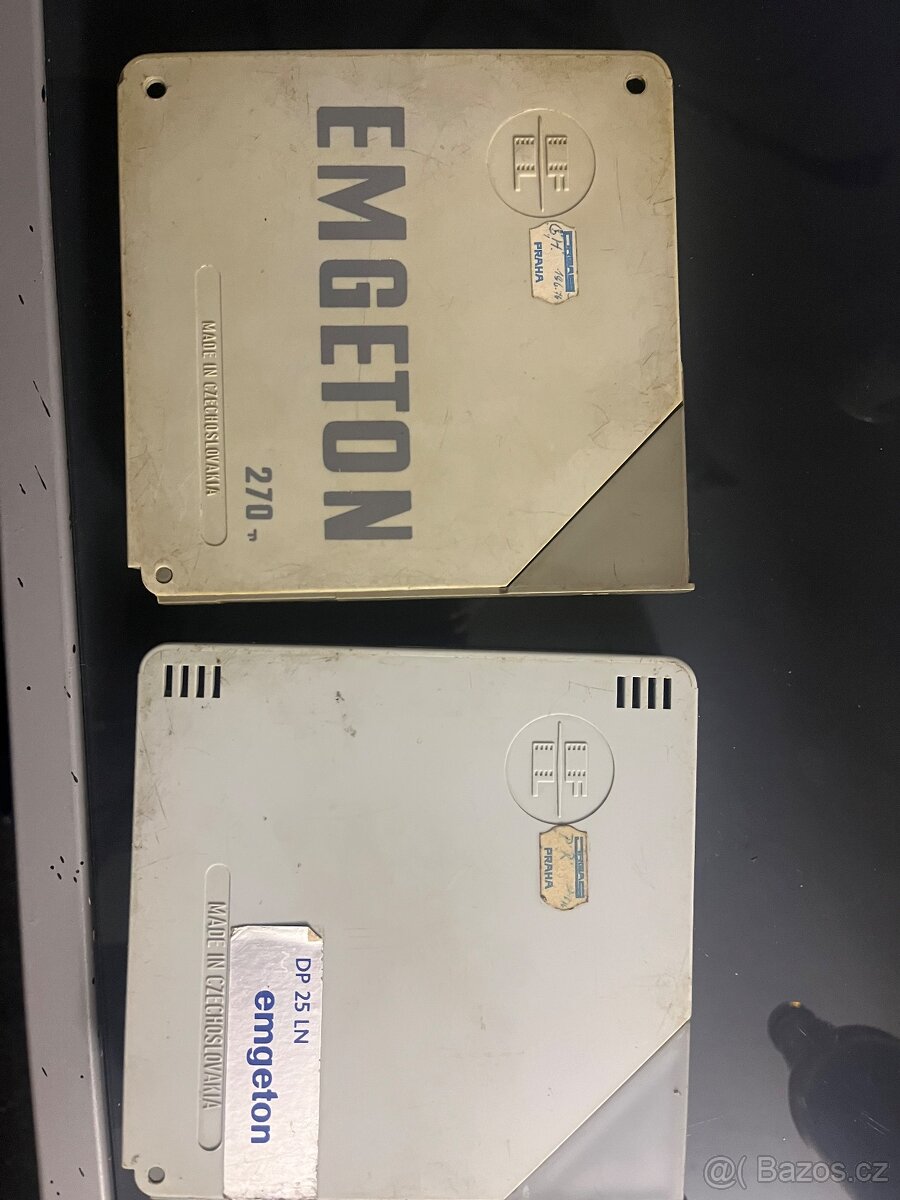 EMGETON
270
MADE IN CZECHOSLOVAKIA
PRAHA
PRAHA
DP 25 LN
emgeton
MADE IN CZECHOSLOVAKIA
@( Bazos.cz